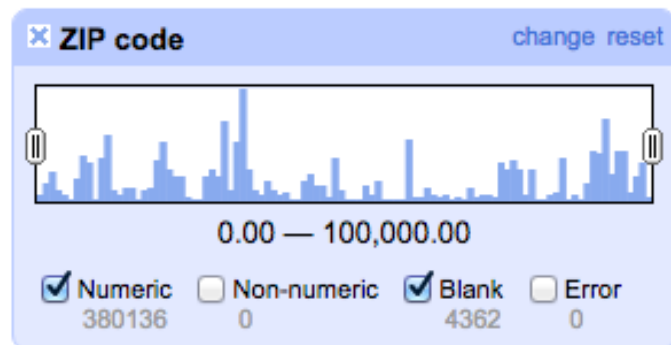 ZIP code change reset
0.00 — 100,000.00
Numeric Non-numeric Blank Error
380136 0 4362 0